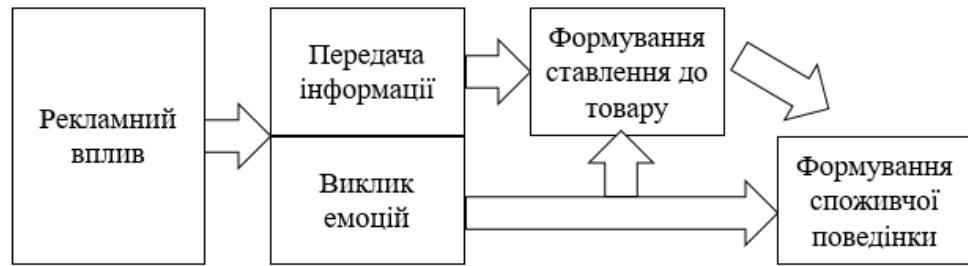 Рекламний
вплив
Передача
інформації
Виклик
емоцій
Формування
ставлення до
товару
Формування
споживчої
поведінки